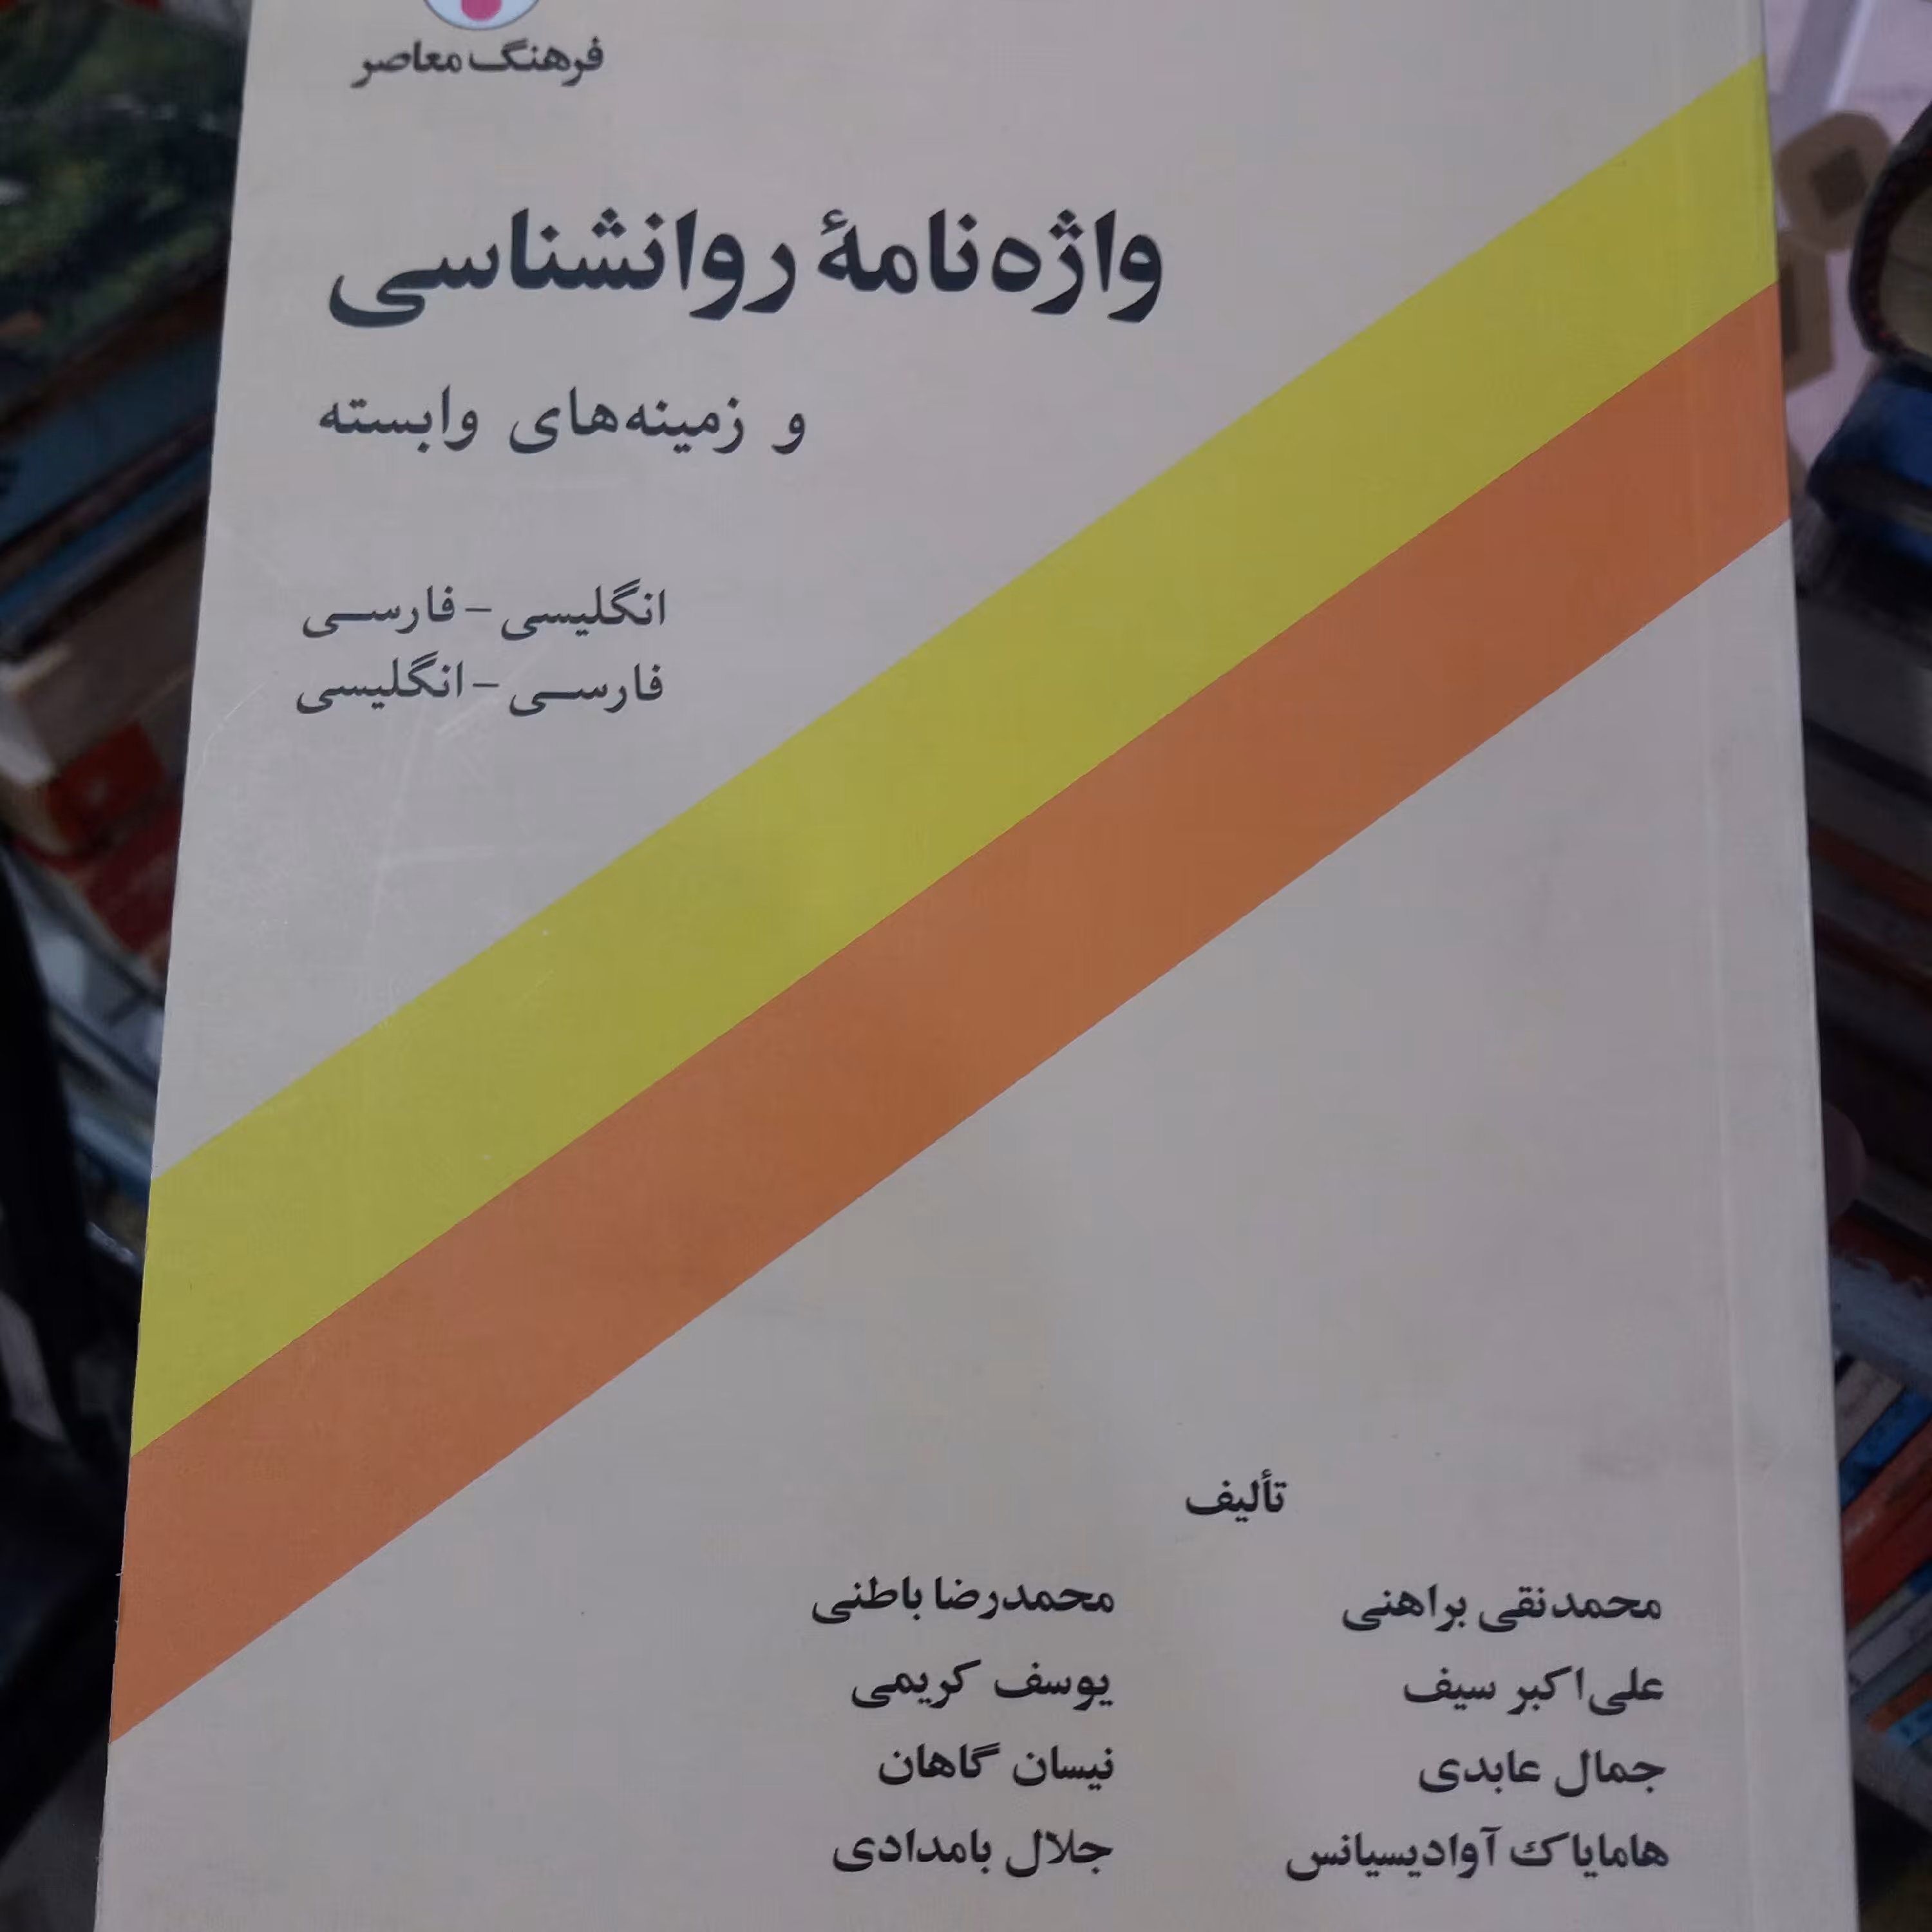 فرهنگ معاصر
واژه‌نامهٔ روانشناسی
و زمینه‌های وابسته
انگلیسی - فارسی
فارسی - انگلیسی
تألیف
محمدنقی براهنی محمدرضا باطنی
علی‌اکبر سیف یوسف کریمی
جمال عابدی نیسان گاهان
هامایاک آوادیسیانس جلال بامدادی